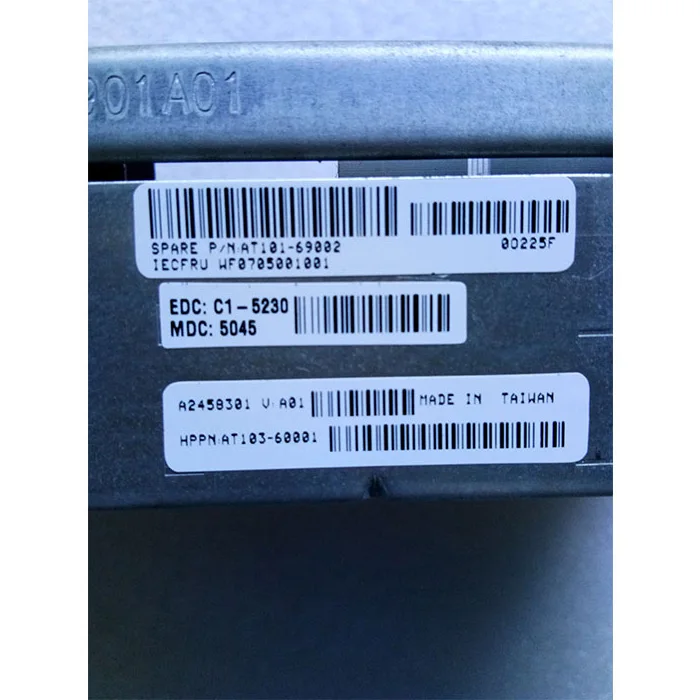 901A01
SPARE P/N:AT101-69002 00225F
IECFRU WF0705001001
EDC: C1-5230
MDC: 5045
A2458301 V:A01 MADE IN TAIWAN
HPPN:AT103-60001